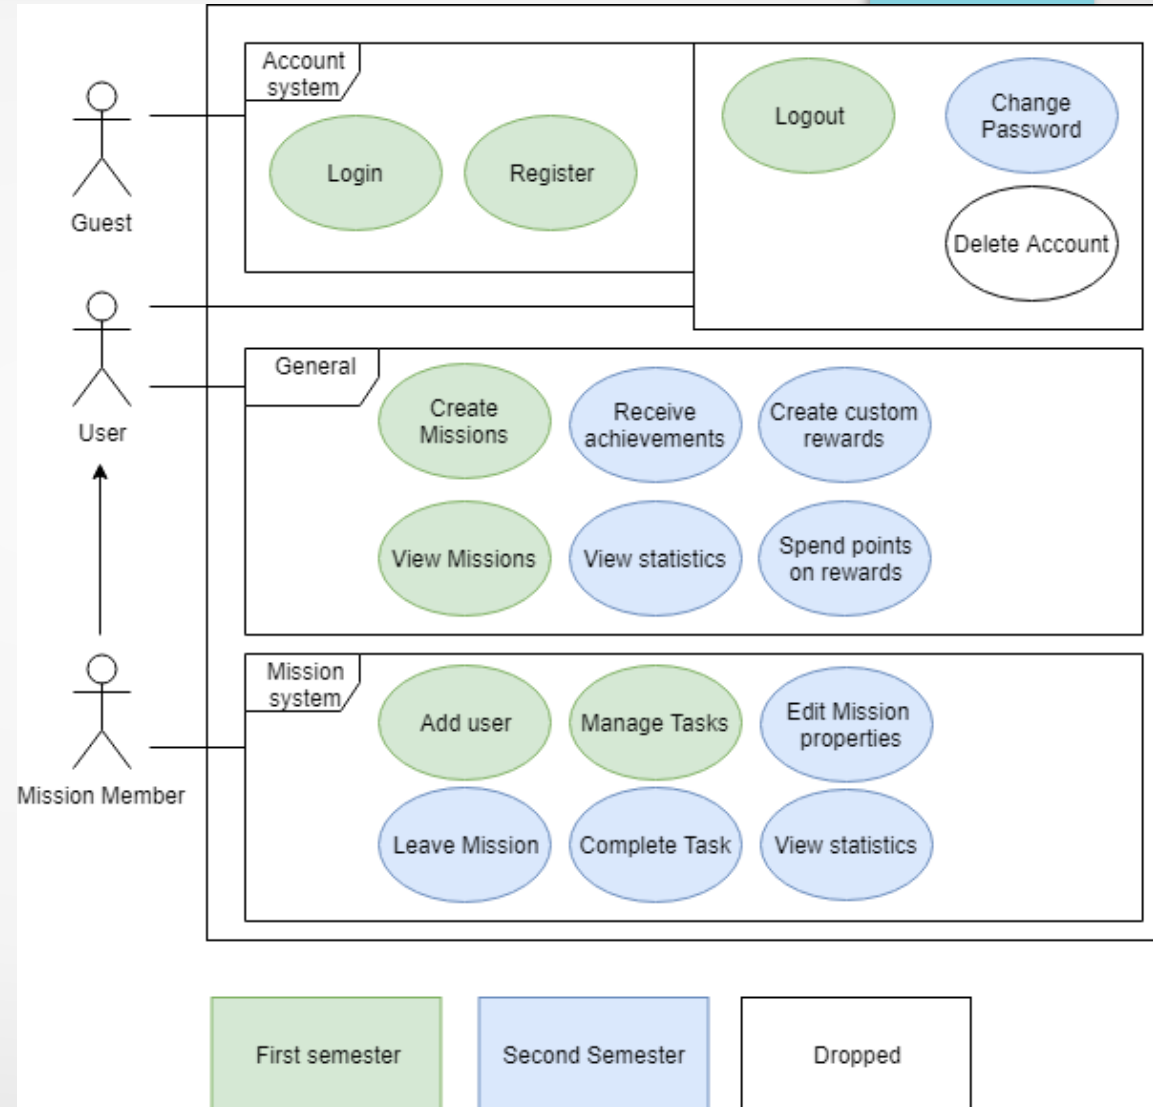 Account
system
Login
Register
Logout
Change
Password
Delete Account
Guest
User
General
Create
Missions
Receive
achievements
Create custom
rewards
View Missions
View statistics
Spend points
on rewards
Mission
system
Add user
Manage Tasks
Edit Mission
properties
Leave Mission
Complete Task
View statistics
Mission Member
First semester
Second Semester
Dropped